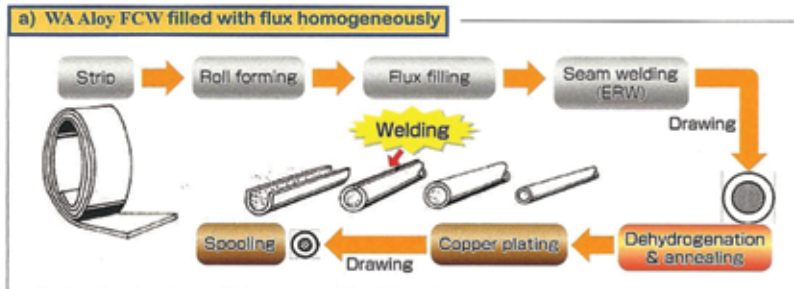 a) WA Aloy FCW filled with flux homogeneously
Strip
Roll forming
Flux filling
Seam welding
(ERW)
Drawing
Welding
Dehydrogenation
& annealing
Copper plating
Drawing
Spooling